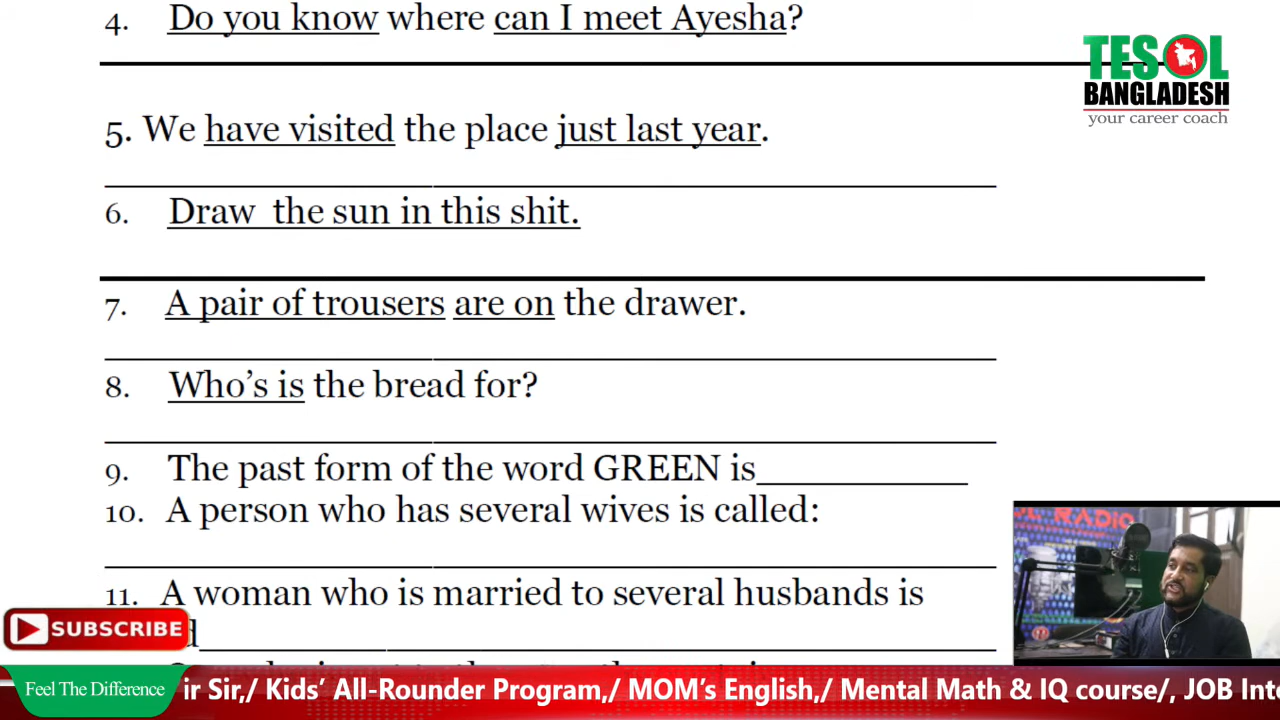 4. Do you know where can I meet Ayesha?
TESOL
BANGLADESH
your career coach
5. We have visited the place just last year.
6. Draw the sun in this shit.
7. A pair of trousers are on the drawer.
8. Who's is the bread for?
9. The past form of the word GREEN is__________
10. A person who has several wives is called:
11. A woman who is married to several husbands is
SUBSCRIBE
Feel The Difference
ir Sir,/ Kids' All-Rounder Program,/ MOM's English,/ Mental Math & IQ course/, JOB Inte